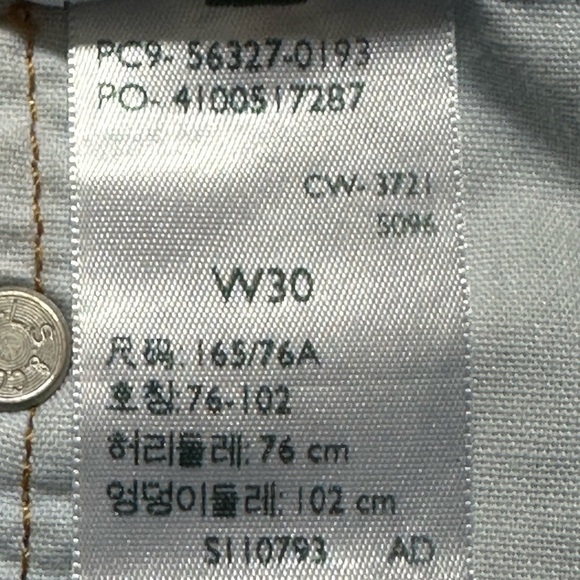 PC9- 56327-0193
PO- 4100517287
CW- 3721
5096
W30
尺码: 165/76A
호칭:76-102
허리둘레: 76 cm
엉덩이둘레: 102 cm
S110793 AD